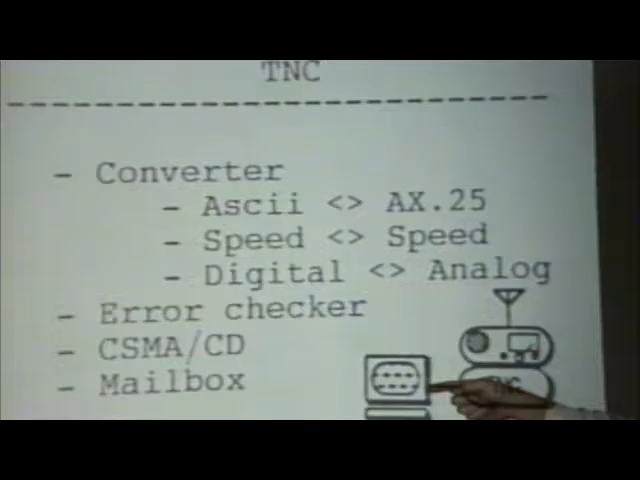 TNC
- Converter
- Ascii <> AX.25
- Speed <> Speed
- Digital <> Analog
- Error checker
- CSMA/CD
- Mailbox